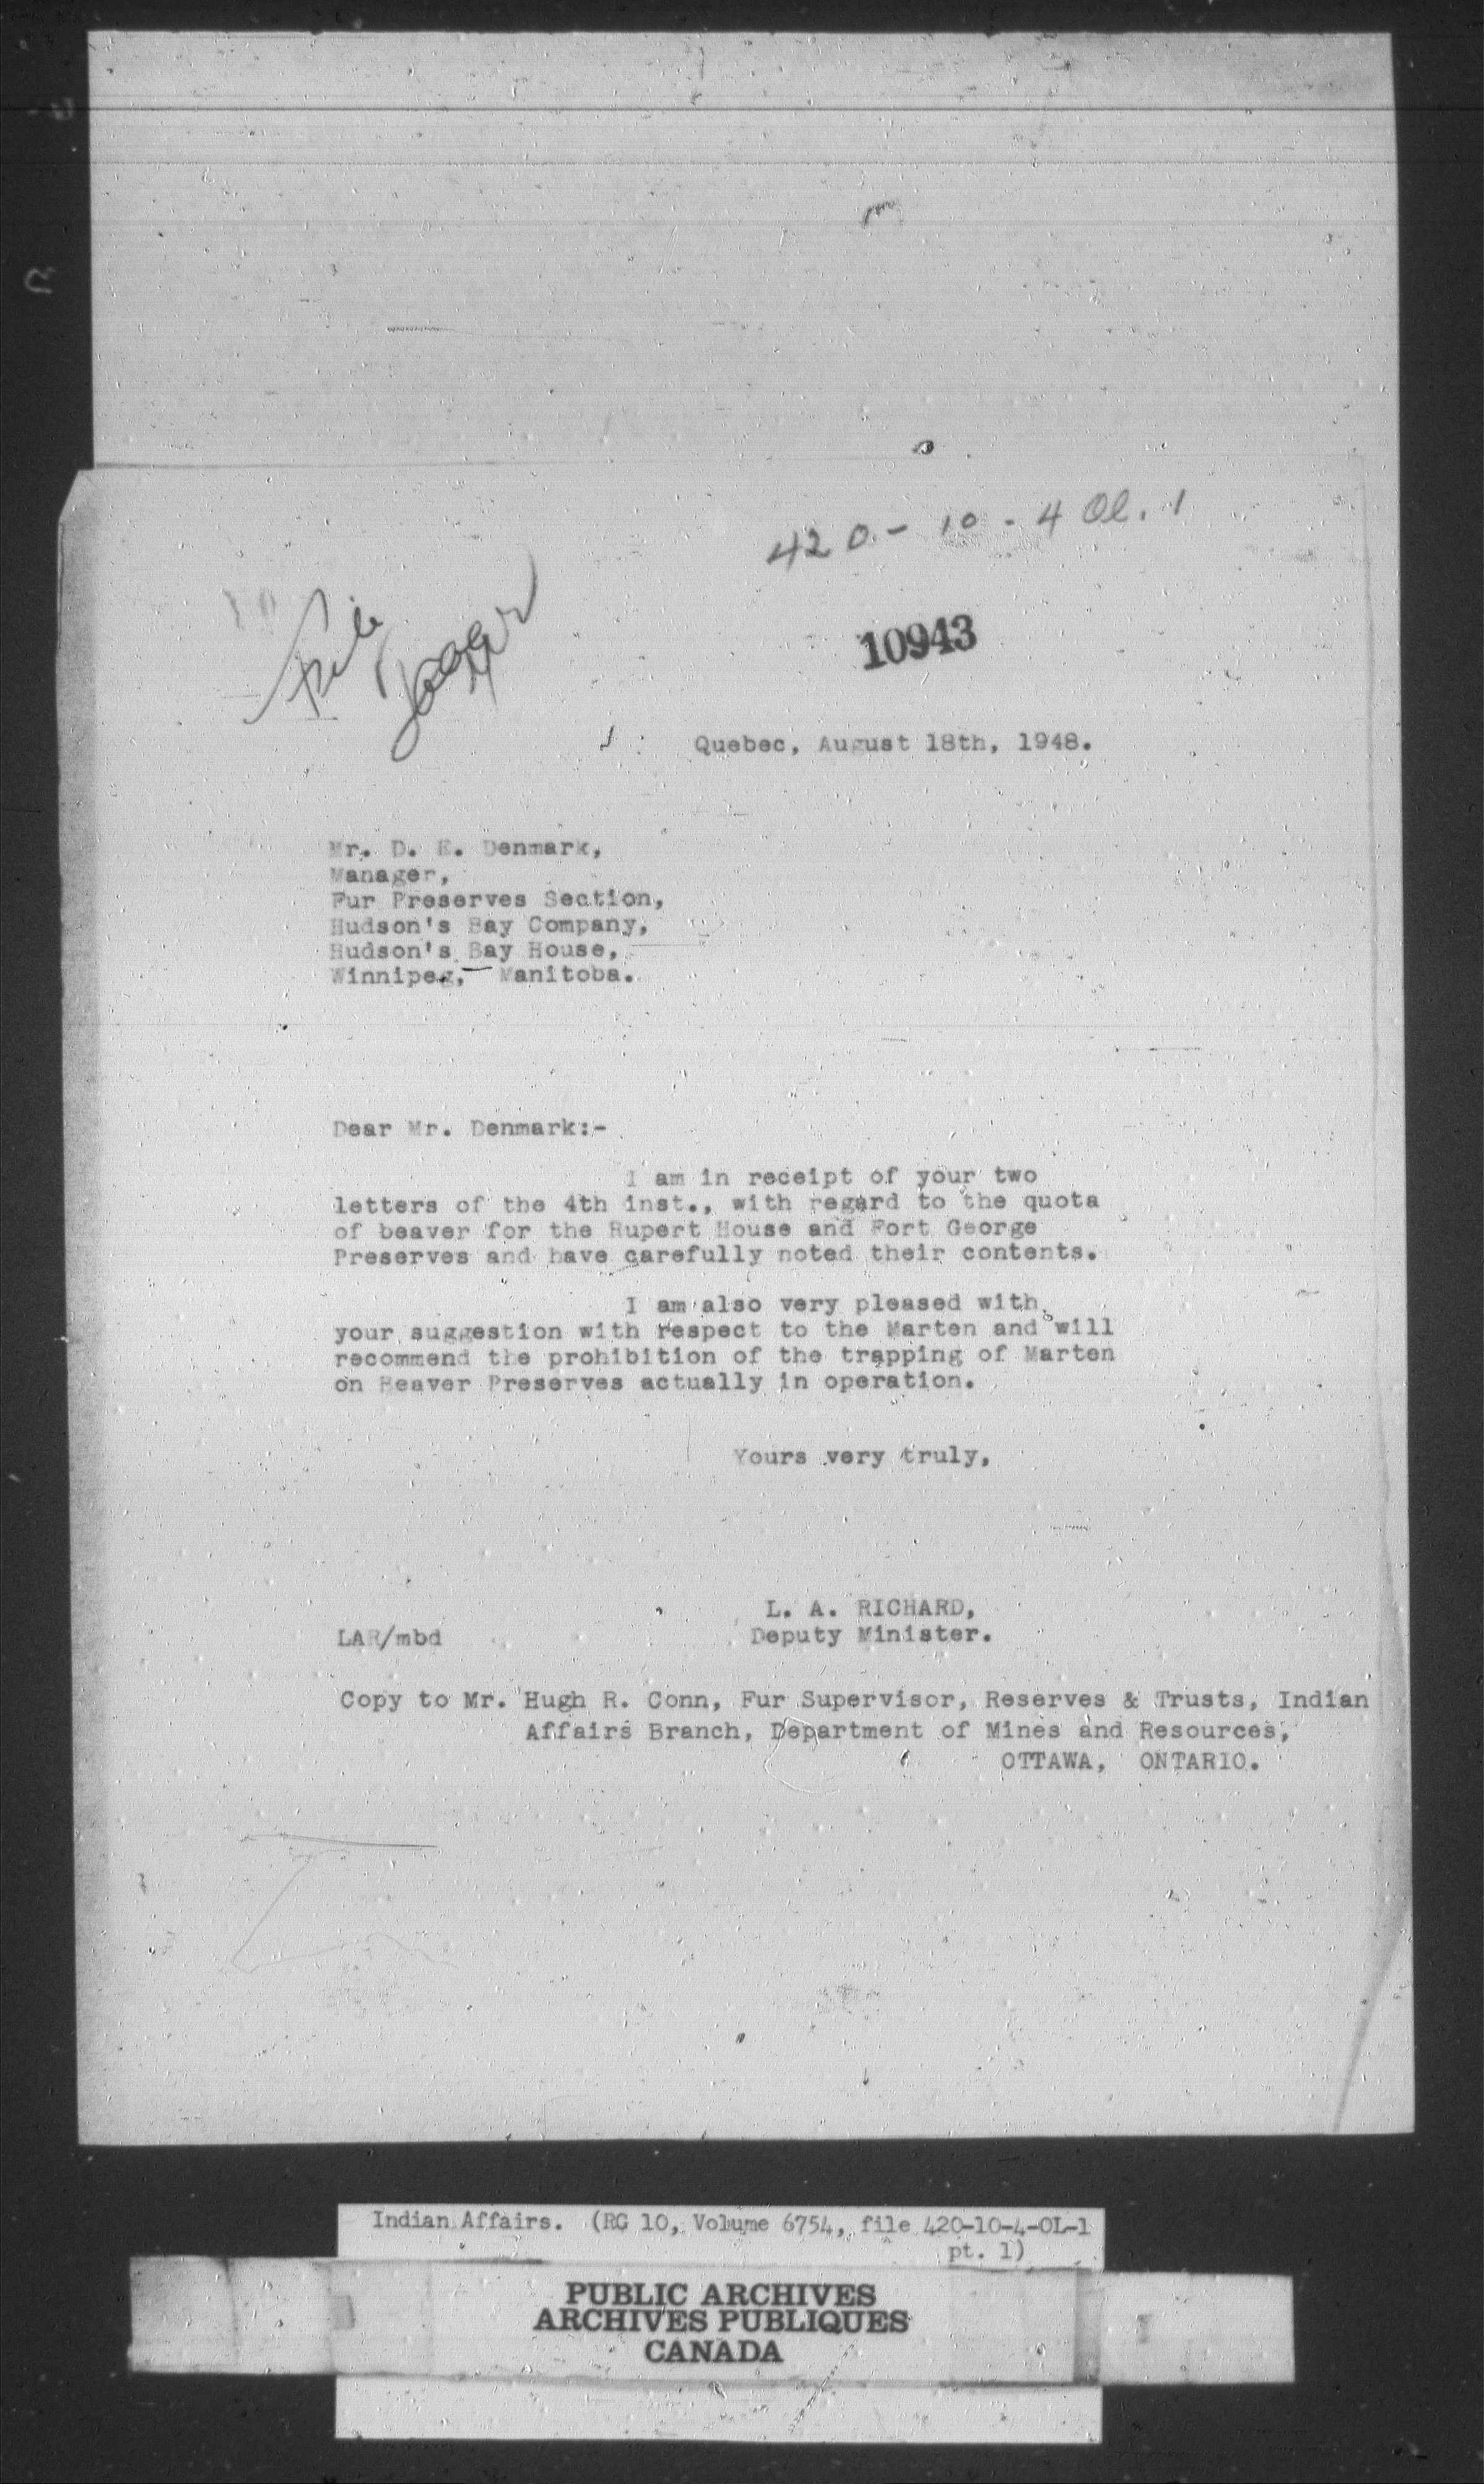 420-10-4 Ol. 1
File
10943
Quebec, August 18th, 1948.
Mr. D. E. Denmark,
Manager,
Fur Preserves Section,
Hudson's Bay Company,
Hudson's Bay House,
Winnipeg, Manitoba.
Dear Mr. Denmark:-
I am in receipt of your two
letters of the 4th inst., with regard to the quota
of beaver for the Rupert House and Fort George
Preserves and have carefully noted their contents.
I am also very pleased with
your suggestion with respect to the Marten and will
recommend the prohibition of the trapping of Marten
on Beaver Preserves actually in operation.
Yours very truly,
L. A. RICHARD,
LAR/mbd Deputy Minister.
Copy to Mr. Hugh R. Conn, Fur Supervisor, Reserves & Trusts, Indian
Affairs Branch, Department of Mines and Resources,
OTTAWA, ONTARIO.
Indian Affairs. (RG 10, Volume 6754, file 420-10-4-OL-1
pt. 1)
PUBLIC ARCHIVES
ARCHIVES PUBLIQUES
CANADA